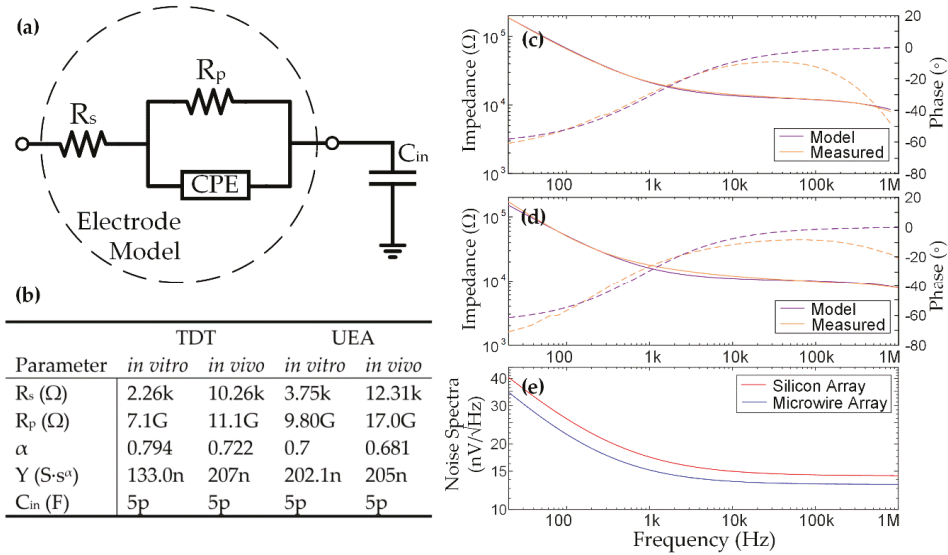 (a)
Rₚ
Rₛ
CPE
Cᵢₙ
Electrode
Model
(b)
TDT UEA
Parameter in vitro in vivo in vitro in vivo
Rₛ (Ω) 2.26k 10.26k 3.75k 12.31k
Rₚ (Ω) 7.1G 11.1G 9.80G 17.0G
α 0.794 0.722 0.7 0.681
Y (S·s^α) 133.0n 207n 202.1n 205n
Cᵢₙ (F) 5p 5p 5p 5p
(c)
Impedance (Ω)
10⁵
10⁴
10³
Phase (°)
20
0
-20
-40
-60
-80
Model
Measured
100 1k 10k 100k 1M
(d)
Impedance (Ω)
10⁵
10⁴
10³
Phase (°)
20
0
-20
-40
-60
-80
Model
Measured
100 1k 10k 100k 1M
(e)
Noise Spectra
(nV/√Hz)
40
30
20
15
10
Silicon Array
Microwire Array
100 1k 10k 100k 1M
Frequency (Hz)